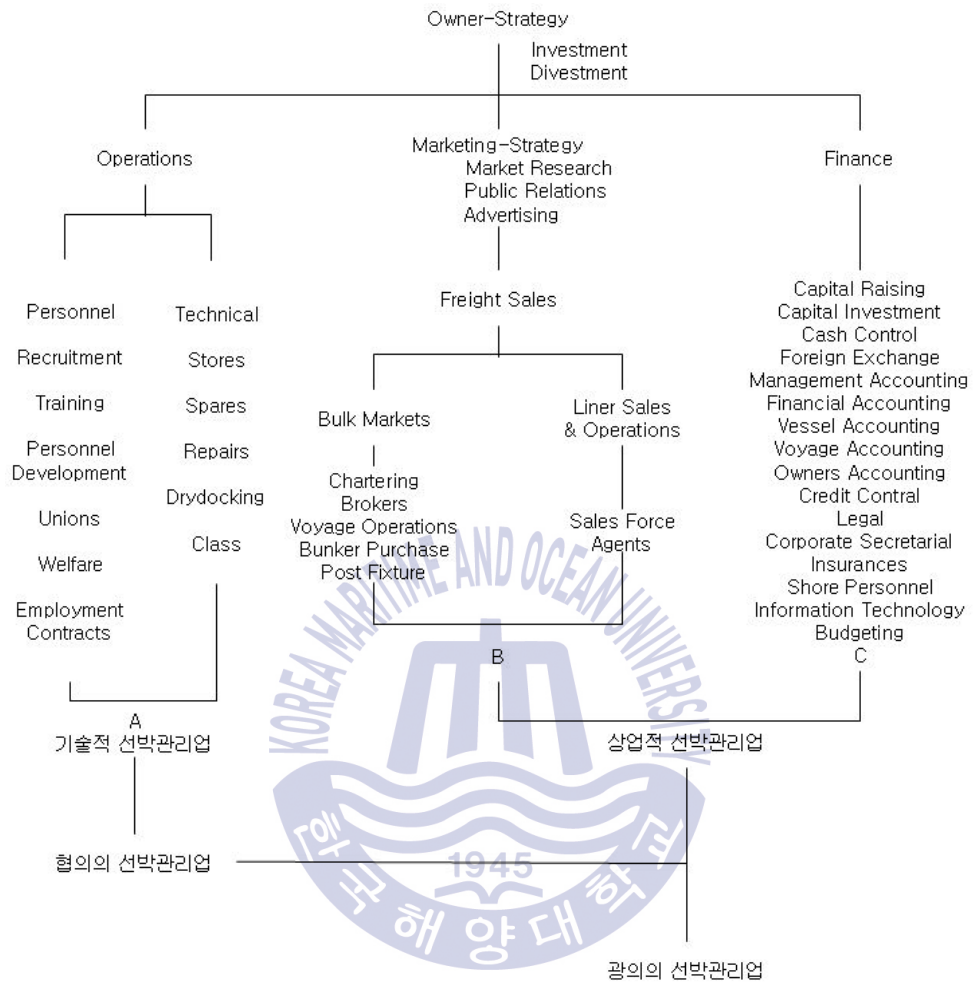 Owner-Strategy
Investment
Divestment
Operations
Marketing-Strategy
Market Research
Public Relations
Advertising
Finance
Personnel
Recruitment
Training
Personnel
Development
Unions
Welfare
Employment
Contracts
Technical
Stores
Spares
Repairs
Drydocking
Class
Freight Sales
Bulk Markets
Chartering
Brokers
Voyage Operations
Bunker Purchase
Post Fixture
Liner Sales
& Operations
Sales Force
Agents
Capital Raising
Capital Investment
Cash Control
Foreign Exchange
Management Accounting
Financial Accounting
Vessel Accounting
Voyage Accounting
Owners Accounting
Credit Contral
Legal
Corporate Secretarial
Insurances
Shore Personnel
Information Technology
Budgeting
C
B
A
기술적 선박관리업
상업적 선박관리업
협의의 선박관리업
광의의 선박관리업
KOREA MARITIME AND OCEAN UNIVERSITY
1945
한국해양대학교